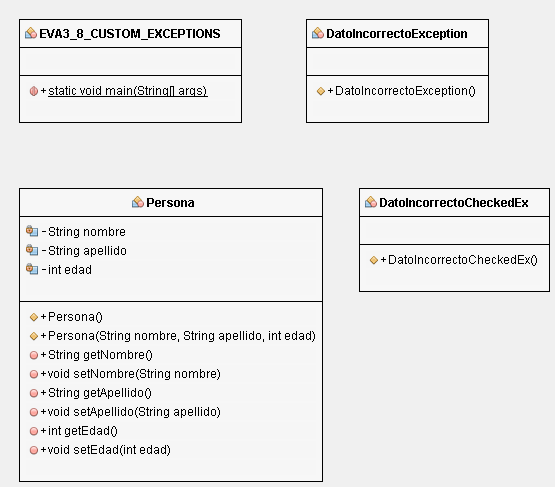 EVA3_8_CUSTOM_EXCEPTIONS
+static void main(String[] args)
DatoIncorrectoException
+DatoIncorrectoException()
Persona
-String nombre
-String apellido
-int edad
+Persona()
+Persona(String nombre, String apellido, int edad)
+String getNombre()
+void setNombre(String nombre)
+String getApellido()
+void setApellido(String apellido)
+int getEdad()
+void setEdad(int edad)
DatoIncorrectoCheckedEx
+DatoIncorrectoCheckedEx()